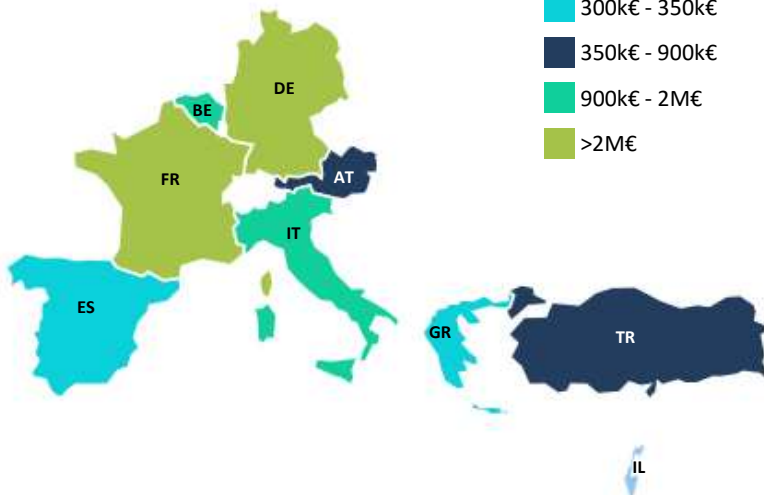 300k€ - 350k€
350k€ - 900k€
900k€ - 2M€
>2M€
DE
BE
FR
AT
IT
ES
GR
TR
IL